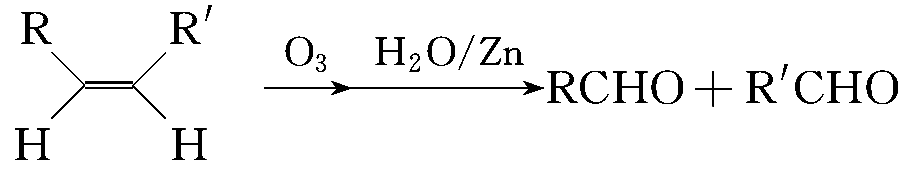 R R′
O₃ H₂O/Zn
RCHO + R′CHO
H H